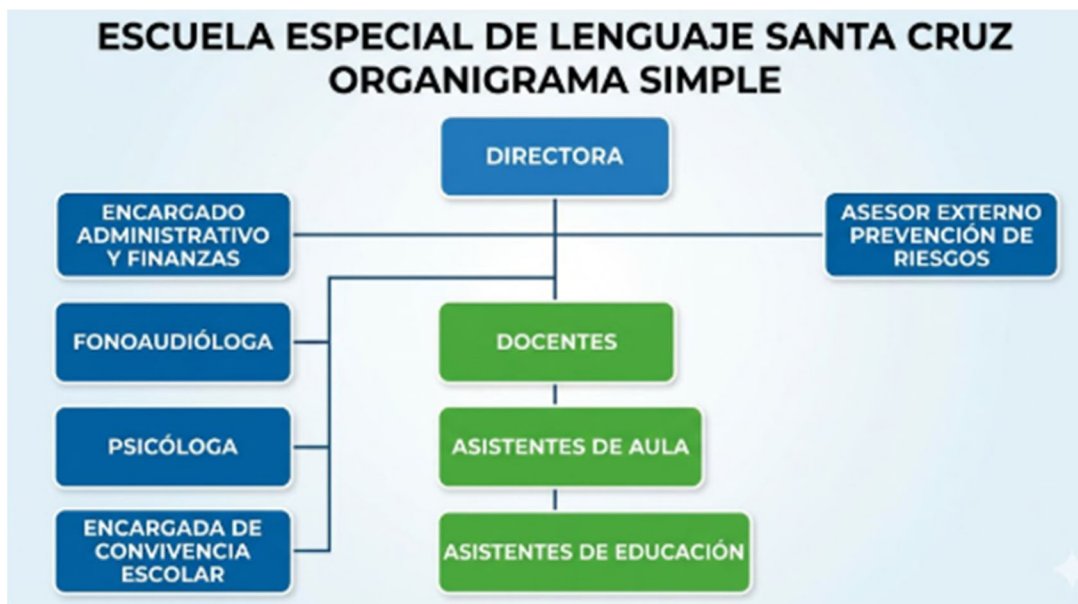 ESCUELA ESPECIAL DE LENGUAJE SANTA CRUZ
ORGANIGRAMA SIMPLE
DIRECTORA
ENCARGADO
ADMINISTRATIVO
Y FINANZAS
ASESOR EXTERNO
PREVENCIÓN DE
RIESGOS
FONOAUDIÓLOGA
DOCENTES
PSICÓLOGA
ASISTENTES DE AULA
ENCARGADA DE
CONVIVENCIA
ESCOLAR
ASISTENTES DE EDUCACIÓN